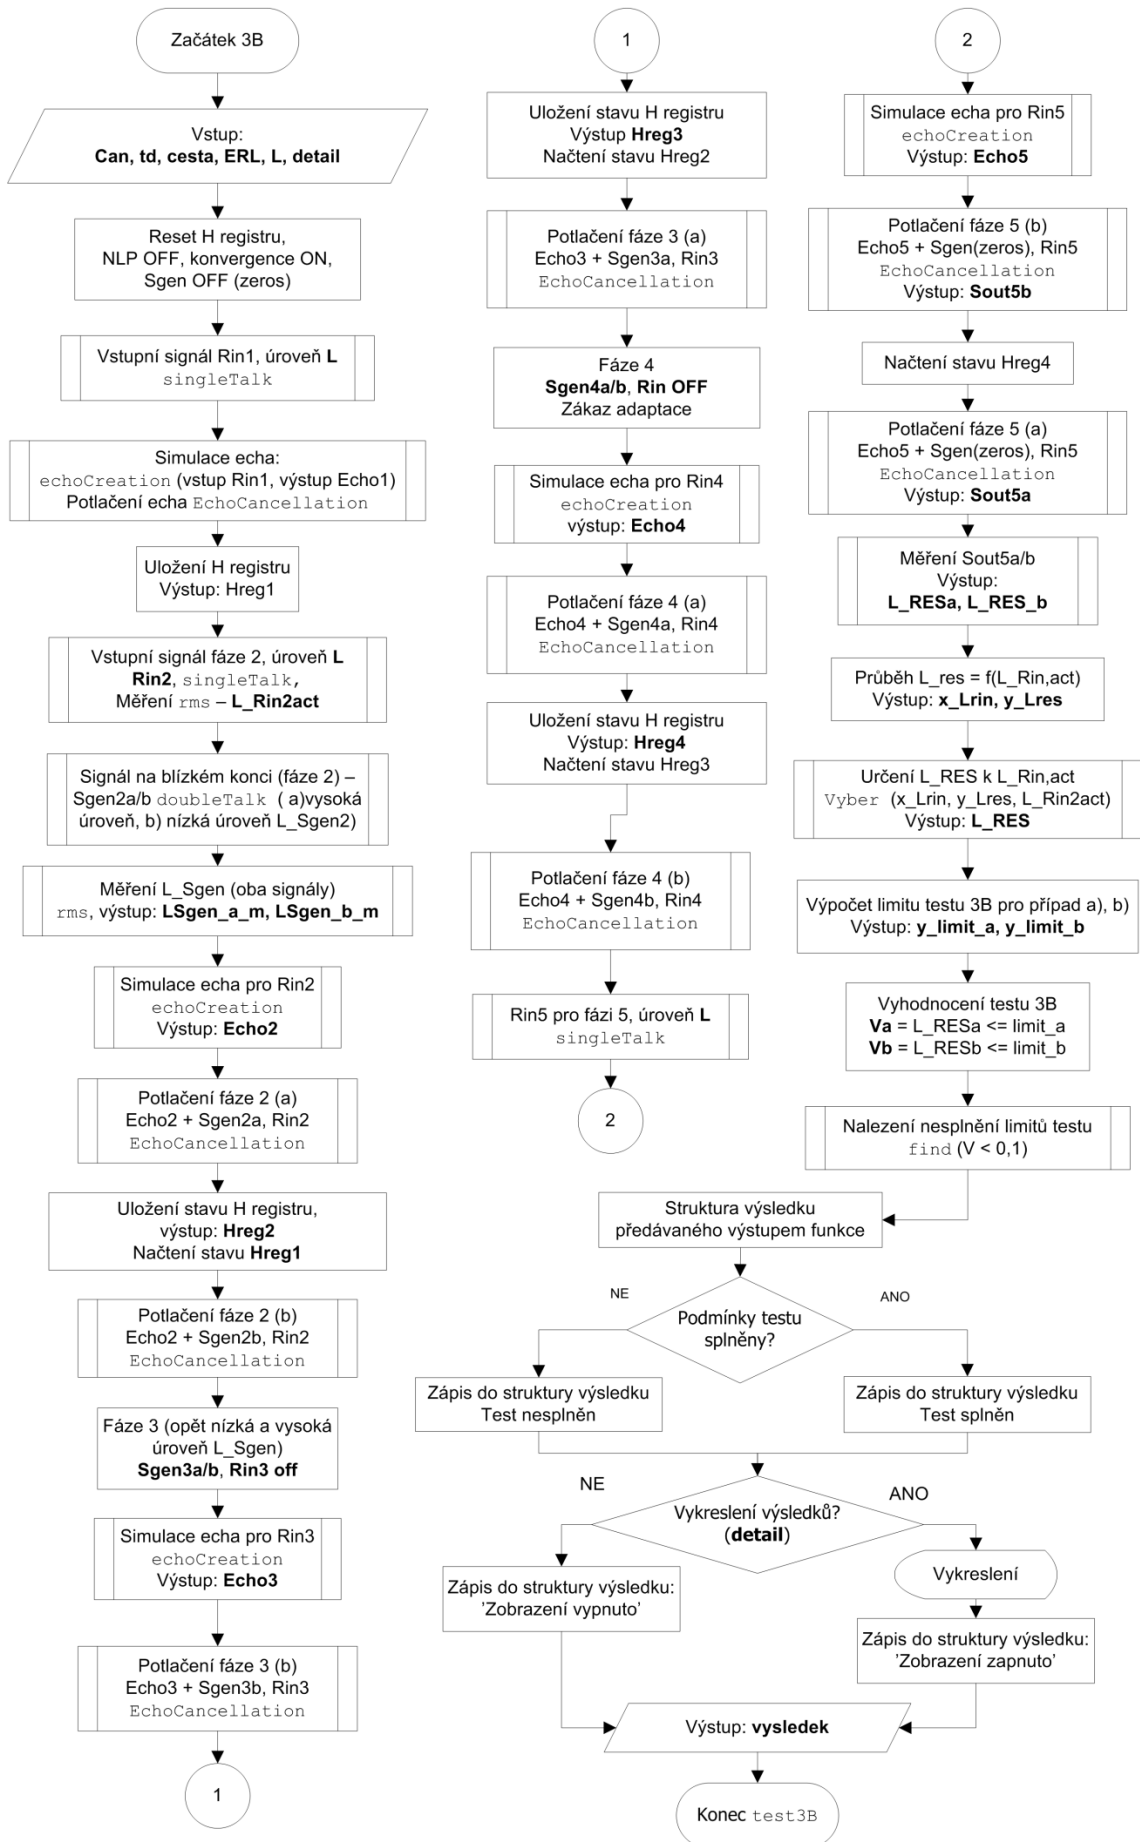 Začátek 3B
Vstup:
Can, td, cesta, ERL, L, detail
Reset H registru,
NLP OFF, konvergence ON,
Sgen OFF (zeros)
Vstupní signál Rin1, úroveň L
singleTalk
Simulace echa:
echoCreation (vstup Rin1, výstup Echo1)
Potlačení echa EchoCancellation
Uložení H registru
Výstup: Hreg1
Vstupní signál fáze 2, úroveň L
Rin2, singleTalk,
Měření rms – L_Rin2act
Signál na blízkém konci (fáze 2) –
Sgen2a/b doubleTalk ( a)vysoká
úroveň, b) nízká úroveň L_Sgen2)
Měření L_Sgen (oba signály)
rms, výstup: LSgen_a_m, LSgen_b_m
Simulace echa pro Rin2
echoCreation
Výstup: Echo2
Potlačení fáze 2 (a)
Echo2 + Sgen2a, Rin2
EchoCancellation
Uložení stavu H registru,
výstup: Hreg2
Načtení stavu Hreg1
Potlačení fáze 2 (b)
Echo2 + Sgen2b, Rin2
EchoCancellation
Fáze 3 (opět nízká a vysoká
úroveň L_Sgen)
Sgen3a/b, Rin3 off
Simulace echa pro Rin3
echoCreation
Výstup: Echo3
Potlačení fáze 3 (b)
Echo3 + Sgen3b, Rin3
EchoCancellation
1
1
Uložení stavu H registru
Výstup Hreg3
Načtení stavu Hreg2
Potlačení fáze 3 (a)
Echo3 + Sgen3a, Rin3
EchoCancellation
Fáze 4
Sgen4a/b, Rin OFF
Zákaz adaptace
Simulace echa pro Rin4
echoCreation
výstup: Echo4
Potlačení fáze 4 (a)
Echo4 + Sgen4a, Rin4
EchoCancellation
Uložení stavu H registru
Výstup: Hreg4
Načtení stavu Hreg3
Potlačení fáze 4 (b)
Echo4 + Sgen4b, Rin4
EchoCancellation
Rin5 pro fázi 5, úroveň L
singleTalk
2
2
Simulace echa pro Rin5
echoCreation
Výstup: Echo5
Potlačení fáze 5 (b)
Echo5 + Sgen(zeros), Rin5
EchoCancellation
Výstup: Sout5b
Načtení stavu Hreg4
Potlačení fáze 5 (a)
Echo5 + Sgen(zeros), Rin5
EchoCancellation
Výstup: Sout5a
Měření Sout5a/b
Výstup:
L_RESa, L_RES_b
Průběh L_res = f(L_Rin,act)
Výstup: x_Lrin, y_Lres
Určení L_RES k L_Rin,act
Vyber (x_Lrin, y_Lres, L_Rin2act)
Výstup: L_RES
Výpočet limitu testu 3B pro případ a), b)
Výstup: y_limit_a, y_limit_b
Vyhodnocení testu 3B
Va = L_RESa <= limit_a
Vb = L_RESb <= limit_b
Nalezení nesplnění limitů testu
find (V < 0,1)
Struktura výsledku
předávaného výstupem funkce
NE
ANO
Podmínky testu
splněny?
Zápis do struktury výsledku
Test nesplněn
Zápis do struktury výsledku
Test splněn
NE
ANO
Vykreslení výsledků?
(detail)
Vykreslení
Zápis do struktury výsledku:
’Zobrazení vypnuto’
Zápis do struktury výsledku:
’Zobrazení zapnuto’
Výstup: vysledek
Konec test3B